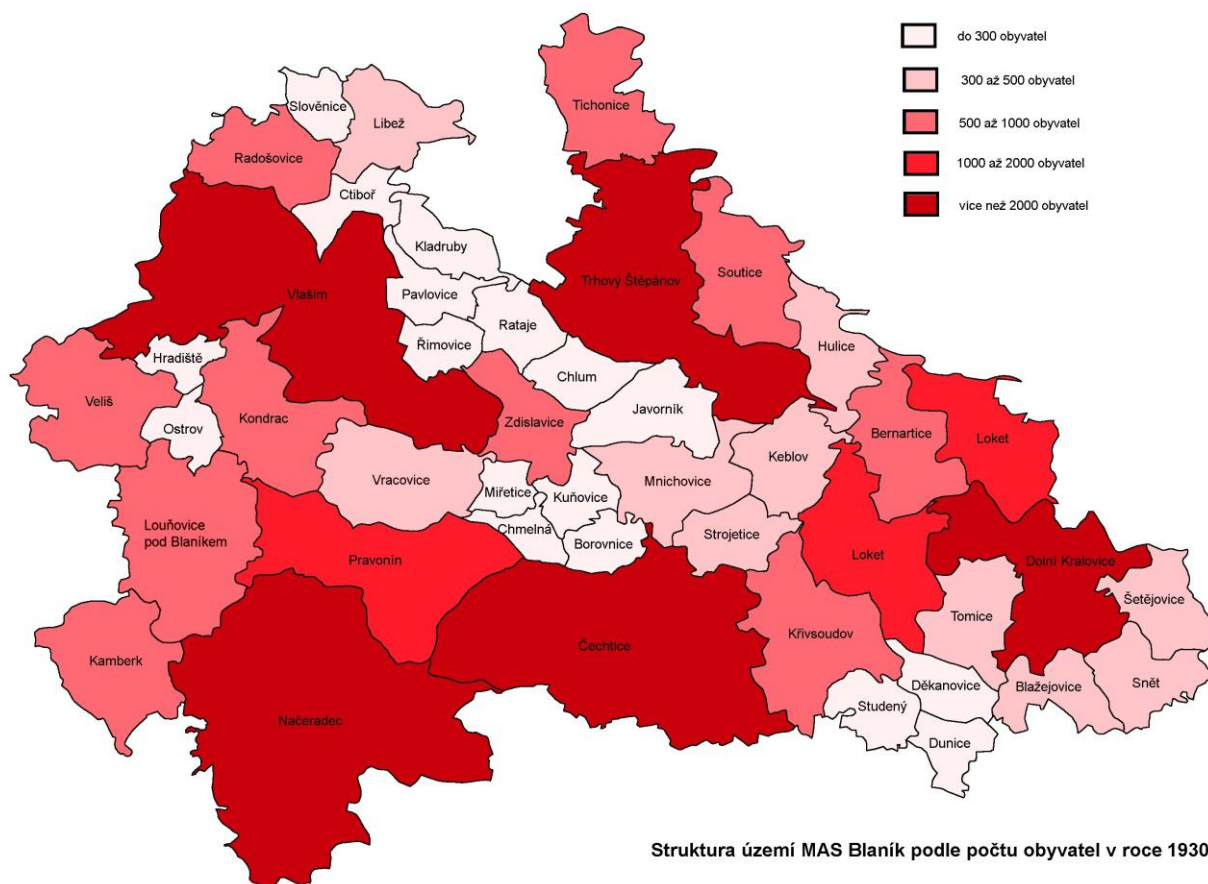 do 300 obyvatel
300 až 500 obyvatel
500 až 1000 obyvatel
1000 až 2000 obyvatel
více než 2000 obyvatel
Tichonice
Slověnice
Libež
Radošovice
Ctiboř
Kladruby
Trhový Štěpánov
Soutice
Vlašim
Pavlovice
Rataje
Řimovice
Hulice
Hradiště
Chlum
Veliš
Kondrac
Zdislavice
Javorník
Ostrov
Bernartice
Loket
Keblov
Vracovice
Miřetice
Kuňovice
Mnichovice
Louňovice
pod Blaníkem
Chmelná
Borovnice
Strojetice
Pravonín
Loket
Dolní Kralovice
Šetějovice
Tomice
Křivsoudov
Kamberk
Čechtice
Děkanovice
Blažejovice
Snět
Studený
Načeradec
Dunice
Struktura území MAS Blaník podle počtu obyvatel v roce 1930